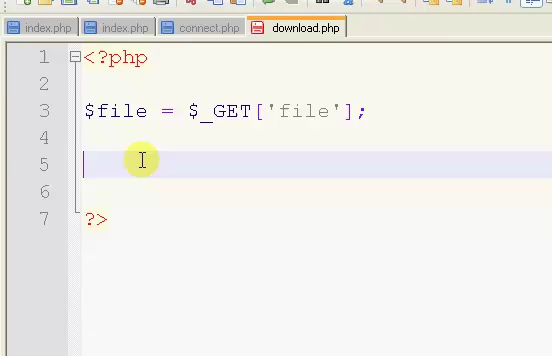 index.php index.php connect.php download.php
1 <?php
2
3 $file = $_GET['file'];
4
5
6
7 ?>